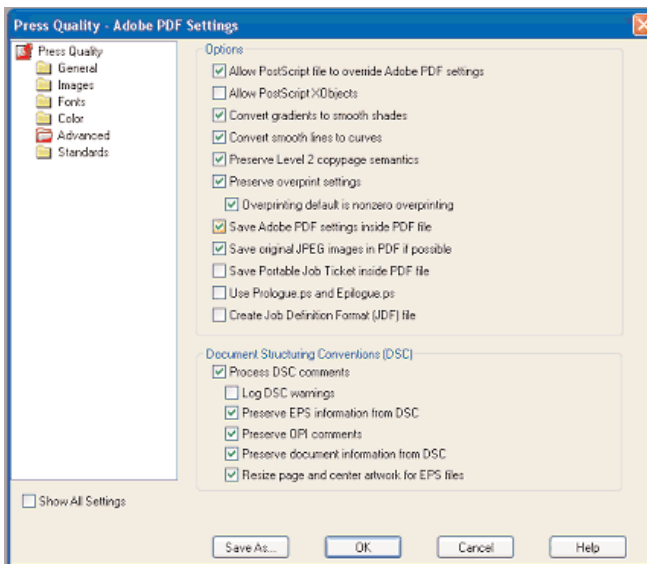 Press Quality - Adobe PDF Settings
Press Quality
General
Images
Fonts
Color
Advanced
Standards
Show All Settings
Options
Allow PostScript file to override Adobe PDF settings
Allow PostScript XObjects
Convert gradients to smooth shades
Convert smooth lines to curves
Preserve Level 2 copypage semantics
Preserve overprint settings
Overprinting default is nonzero overprinting
Save Adobe PDF settings inside PDF file
Save original JPEG images in PDF if possible
Save Portable Job Ticket inside PDF file
Use Prologue.ps and Epilogue.ps
Create Job Definition Format (JDF) file
Document Structuring Conventions (DSC)
Process DSC comments
Log DSC warnings
Preserve EPS information from DSC
Preserve OPI comments
Preserve document information from DSC
Resize page and center artwork for EPS files
Save As...
OK
Cancel
Help